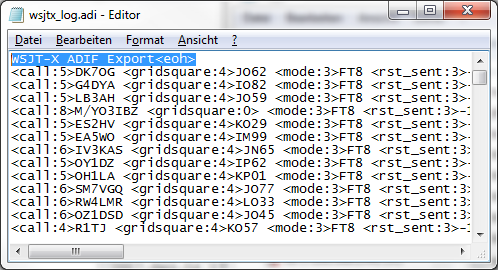 wsjtx_log.adi - Editor
Datei Bearbeiten Format Ansicht ?
WSJT-X ADIF Export<eoh>
<call:5>DK7OG <gridsquare:4>JO62 <mode:3>FT8 <rst_sent:3>-
<call:5>G4DYA <gridsquare:4>IO82 <mode:3>FT8 <rst_sent:3>-
<call:5>LB3AH <gridsquare:4>JO59 <mode:3>FT8 <rst_sent:3>-
<call:8>M/YO3IBZ <gridsquare:0> <mode:3>FT8 <rst_sent:3>-1
<call:5>ES2HV <gridsquare:4>KO29 <mode:3>FT8 <rst_sent:3>-
<call:5>EA5WO <gridsquare:4>IM99 <mode:3>FT8 <rst_sent:3>-
<call:6>IV3KAS <gridsquare:4>JN65 <mode:3>FT8 <rst_sent:3>
<call:5>OY1DZ <gridsquare:4>IP62 <mode:3>FT8 <rst_sent:3>-
<call:5>OH1LA <gridsquare:4>KP01 <mode:3>FT8 <rst_sent:3>-
<call:6>SM7VGQ <gridsquare:4>JO77 <mode:3>FT8 <rst_sent:3>
<call:6>RW4LMR <gridsquare:4>LO33 <mode:3>FT8 <rst_sent:3>
<call:6>OZ1DSD <gridsquare:4>JO45 <mode:3>FT8 <rst_sent:3>
<call:4>R1TJ <gridsquare:4>KO57 <mode:3>FT8 <rst_sent:3>-1